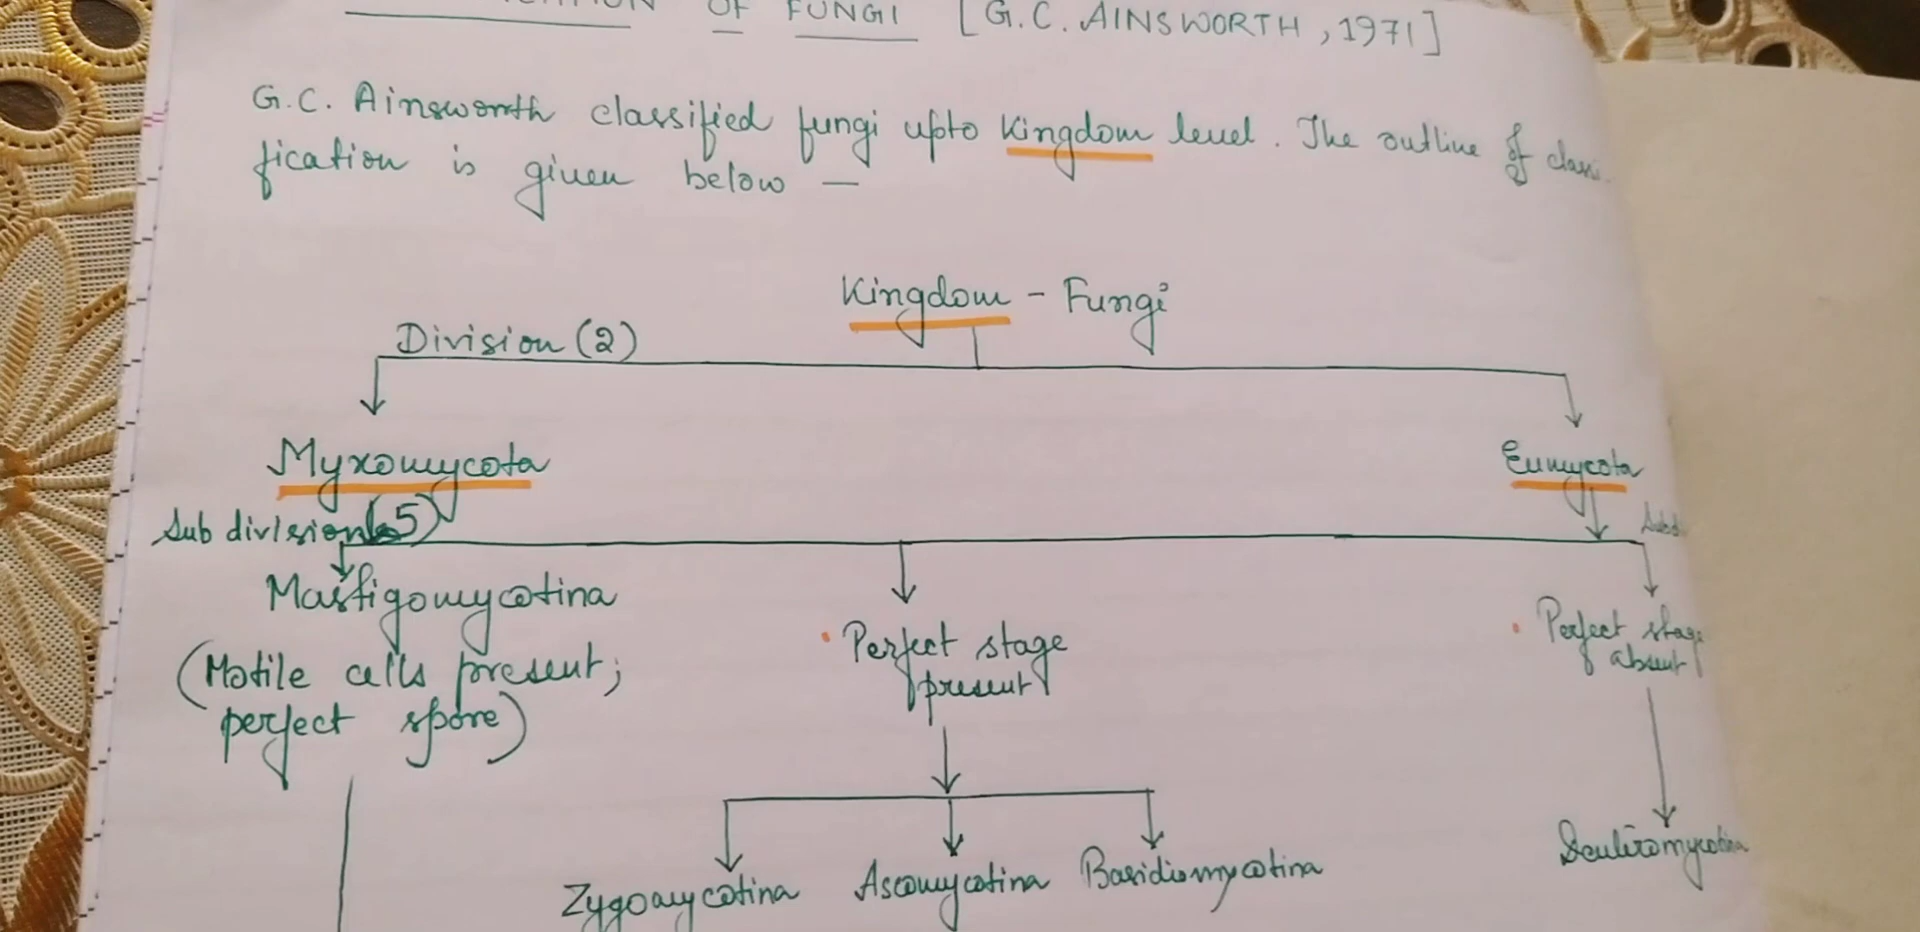 OF FUNGI [G.C. AINSWORTH, 1971]
G.C. Ainsworth classified fungi upto Kingdom level. The outline of classi
fication is given below —
Kingdom - Fungi
Division (2)
Myxomycota
Eumycota
Sub division (5)
Mastigomycotina
(Motile cells present;
perfect spore)
Perfect stage
present
Perfect stage
absent
Zygomycotina
Ascomycotina
Basidiomycotina
Deuteromycotina